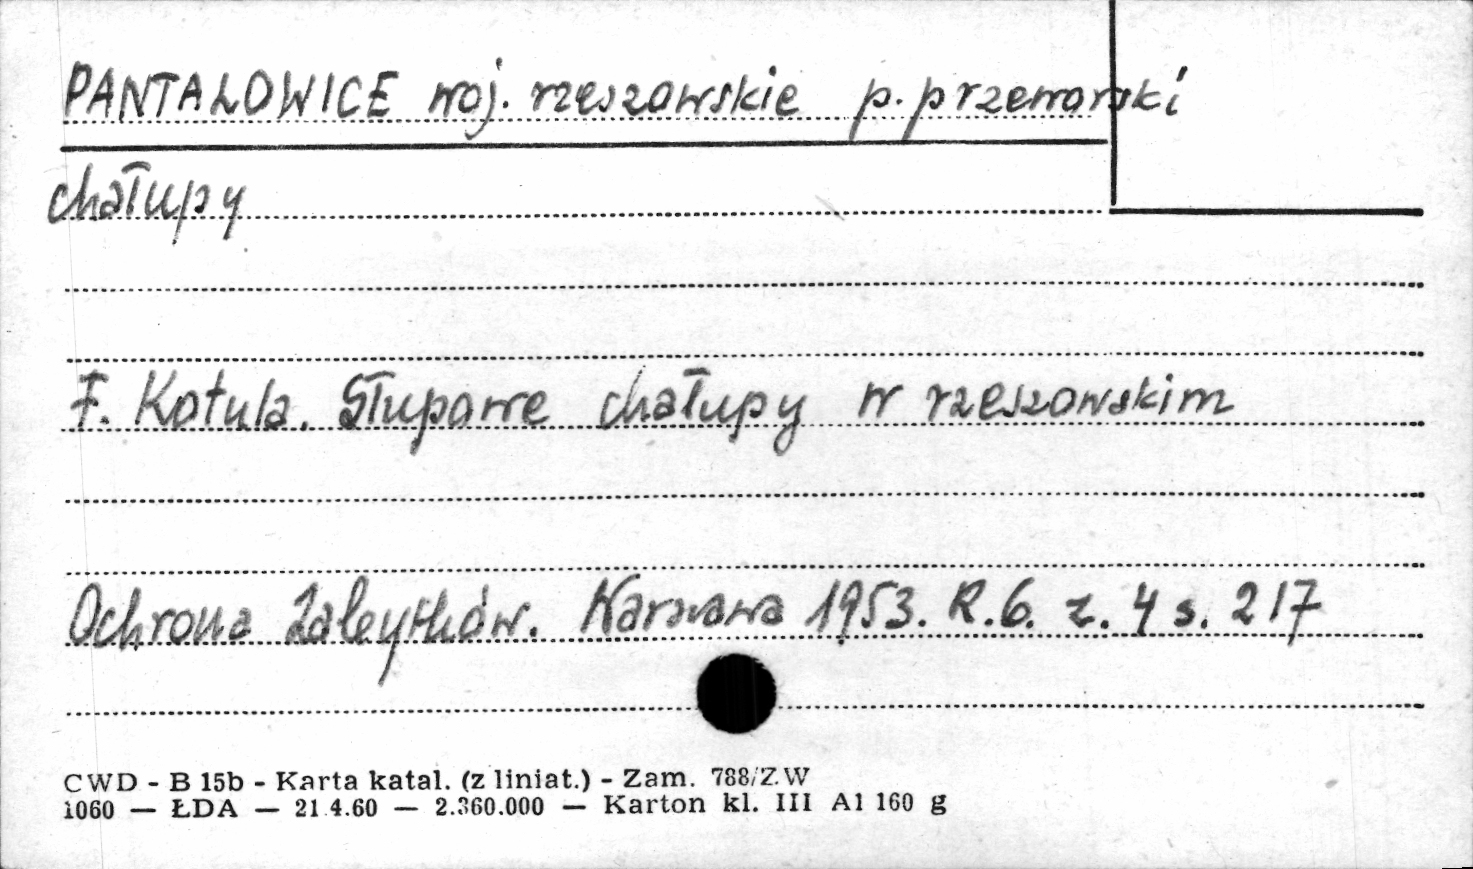 PANTALOWICE woj. rzeszowskie p. przeworski
chałupy
F. Kotula. Słupowe chałupy w rzeszowskim
Ochrona Zabytków. Warszawa 1953. R.6. z. 4 s. 217
CWD - B 15b - Karta katal. (z liniat.) - Zam. 788/Z.W
1060 — ŁDA — 21.4.60 — 2.360.000 — Karton kl. III A1 160 g